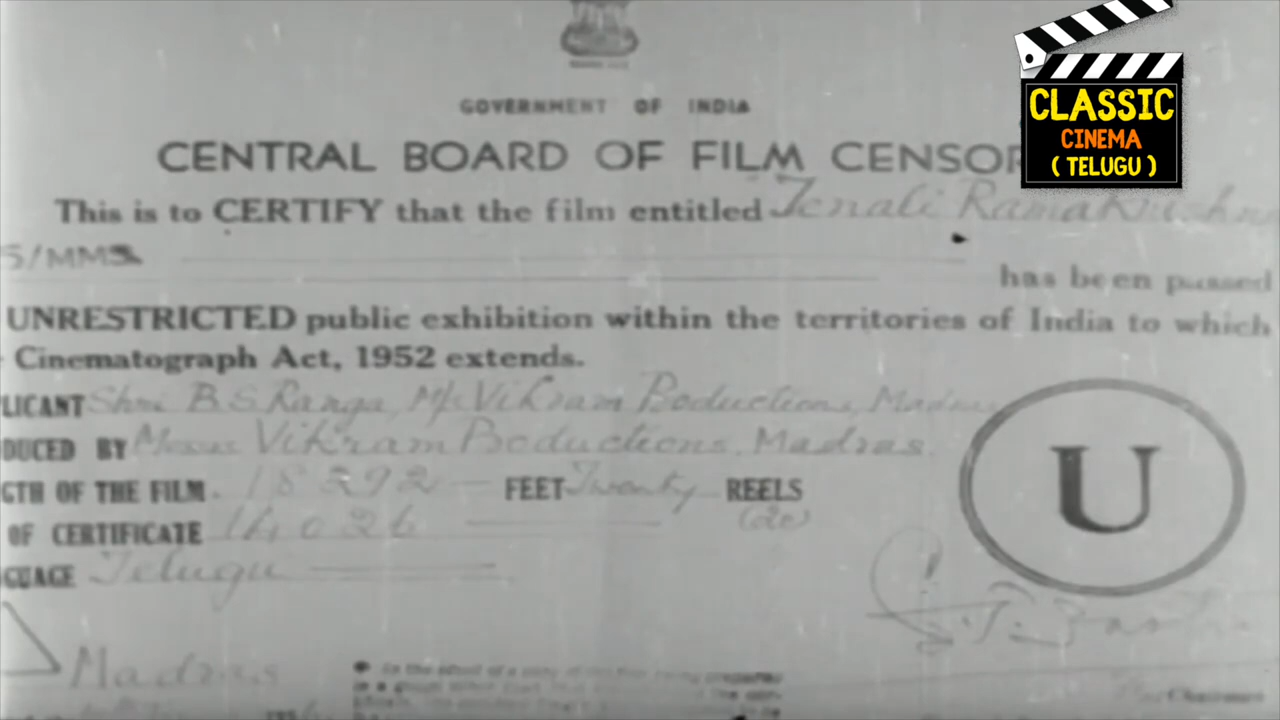 GOVERNMENT OF INDIA
CENTRAL BOARD OF FILM CENSOR
CLASSIC
CINEMA
( TELUGU )
This is to CERTIFY that the film entitled Tenali Ramakrishn
S/MMS
has been passed
UNRESTRICTED public exhibition within the territories of India to which
Cinematograph Act, 1952 extends.
LICANT Shri B.S. Ranga, M/s Vikram Productions, Madras
DUCED BY Messrs Vikram Productions, Madras.
GTH OF THE FILM. 18292 FEET Twenty REELS
(20)
OF CERTIFICATE 14026
GUAGE Telugu
U
Madras
Chairman